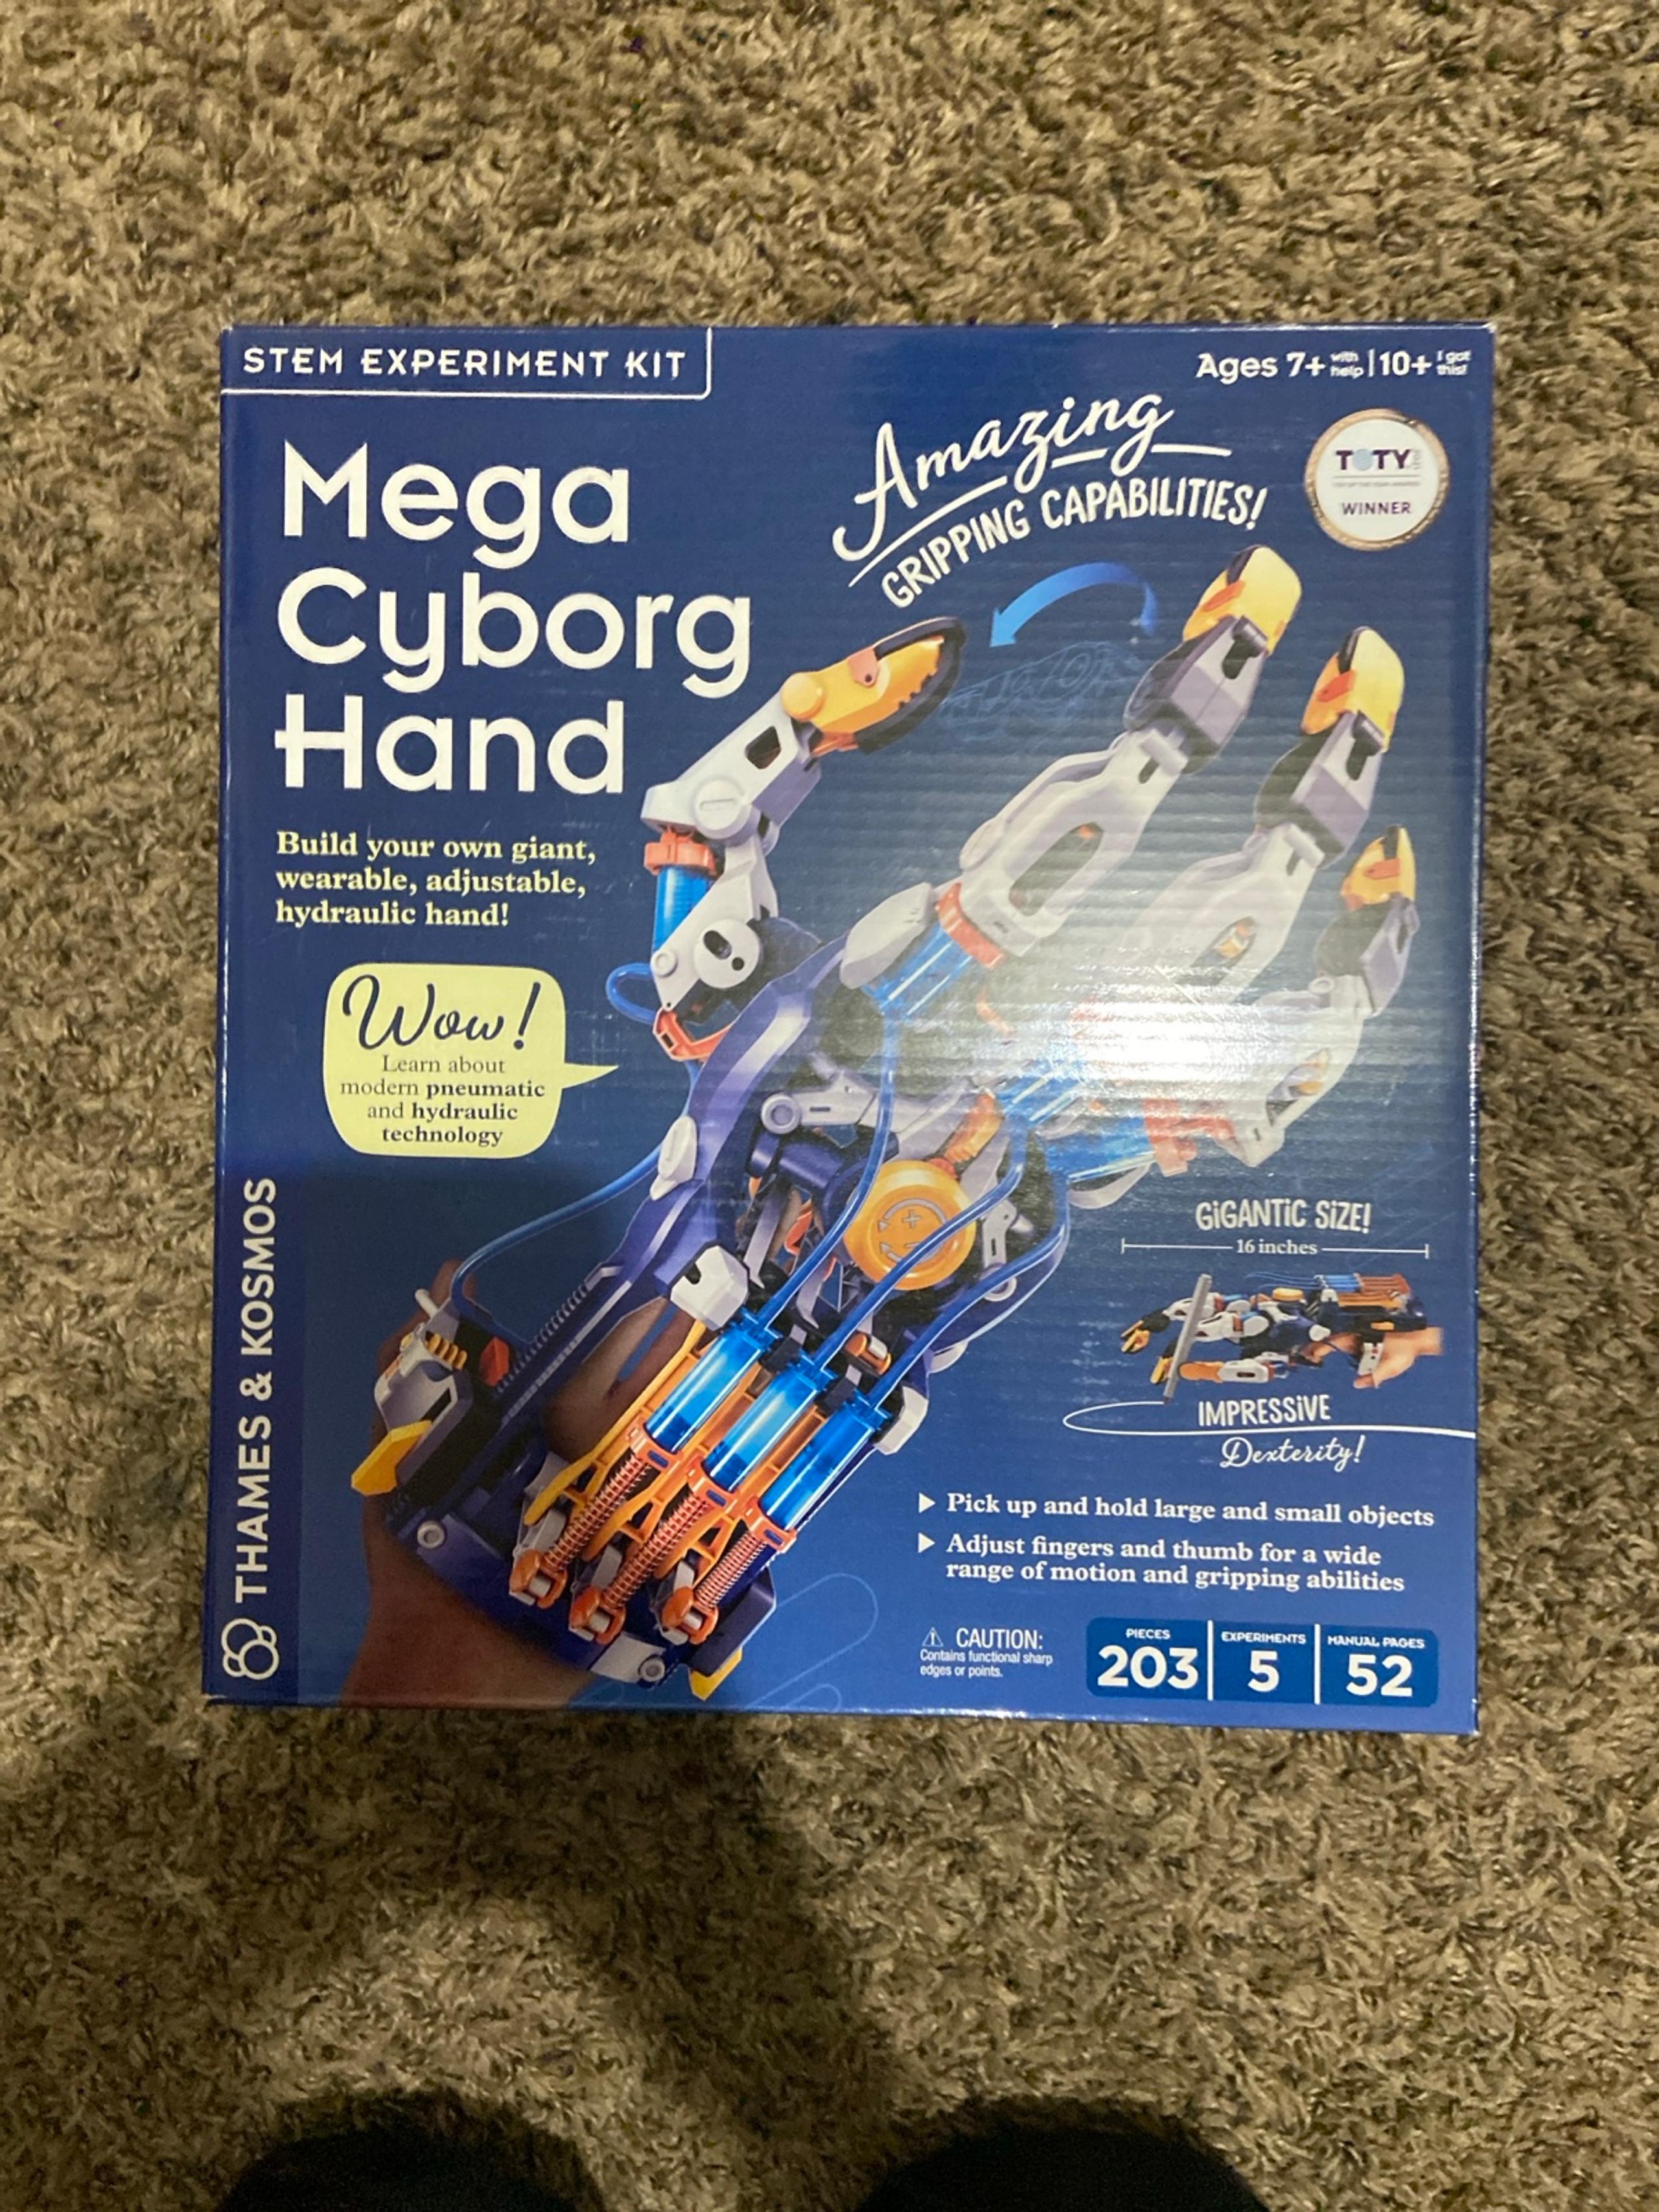 STEM EXPERIMENT KIT
Ages 7+ with help | 10+ I got this!
Mega
Cyborg
Hand
Amazing
GRIPPING CAPABILITIES!
TOTY
WINNER
Build your own giant,
wearable, adjustable,
hydraulic hand!
Wow!
Learn about
modern pneumatic
and hydraulic
technology
THAMES & KOSMOS
GIGANTIC SIZE!
16 inches
IMPRESSIVE
Dexterity!
Pick up and hold large and small objects
Adjust fingers and thumb for a wide
range of motion and gripping abilities
CAUTION:
Contains functional sharp
edges or points.
PIECES
203
EXPERIMENTS
5
MANUAL PAGES
52